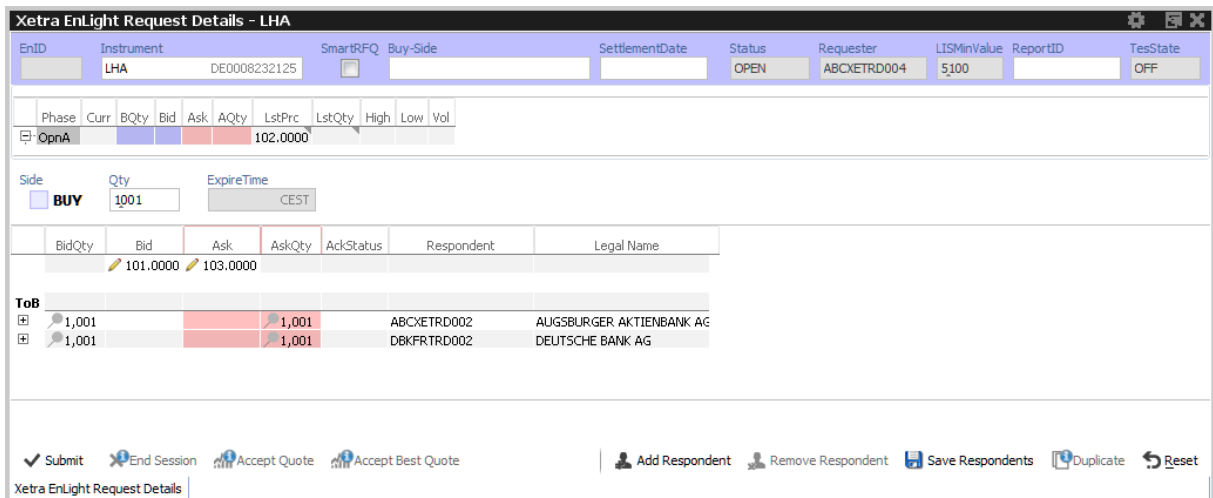 Xetra EnLight Request Details - LHA
EnID Instrument SmartRFQ Buy-Side SettlementDate Status Requester LISMinValue ReportID TesState
LHA DE0008232125 OPEN ABCXETRD004 5,100 OFF
Phase Curr BQty Bid Ask AQty LstPrc LstQty High Low Vol
OpnA 102.0000
Side Qty ExpireTime
BUY 1,001 CEST
BidQty Bid Ask AskQty AckStatus Respondent Legal Name
101.0000 103.0000
ToB
1,001 1,001 ABCXETRD002 AUGSBURGER AKTIENBANK AG
1,001 1,001 DBKFRTRD002 DEUTSCHE BANK AG
Submit End Session Accept Quote Accept Best Quote Add Respondent Remove Respondent Save Respondents Duplicate Reset
Xetra EnLight Request Details